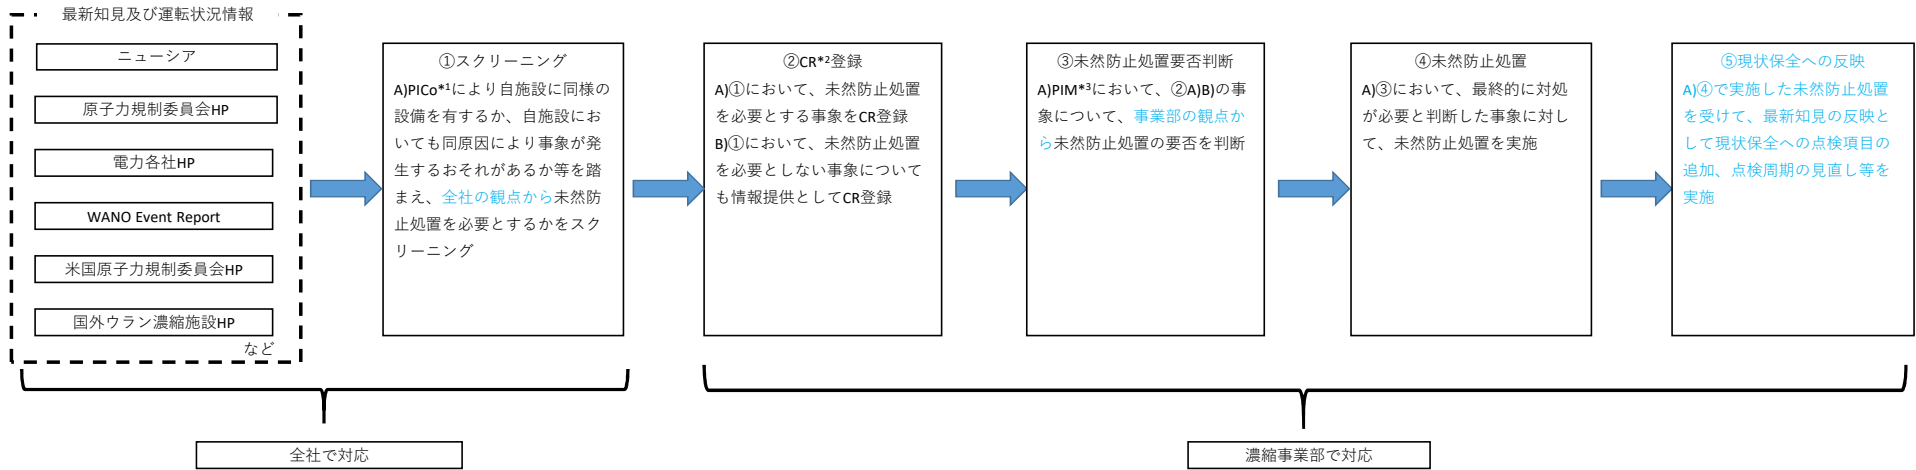 最新知見及び運転状況情報
ニューシア
原子力規制委員会HP
電力各社HP
WANO Event Report
米国原子力規制委員会HP
国外ウラン濃縮施設HP
など
①スクリーニング
A)PICo*1により自施設に同様の
設備を有するか、自施設にお
いても同原因により事象が発
生するおそれがあるか等を踏
まえ、全社の観点から未然防
止処置を必要とするかをスク
リーニング
②CR*2登録
A)①において、未然防止処置
を必要とする事象をCR登録
B)①において、未然防止処置
を必要としない事象について
も情報提供としてCR登録
③未然防止処置要否判断
A)PIM*3において、②A)B)の事
象について、事業部の観点か
ら未然防止処置の要否を判断
④未然防止処置
A)③において、最終的に対処
が必要と判断した事象に対し
て、未然防止処置を実施
⑤現状保全への反映
A)④で実施した未然防止処置
を受けて、最新知見の反映と
して現状保全への点検項目の
追加、点検周期の見直し等を
実施
全社で対応
濃縮事業部で対応